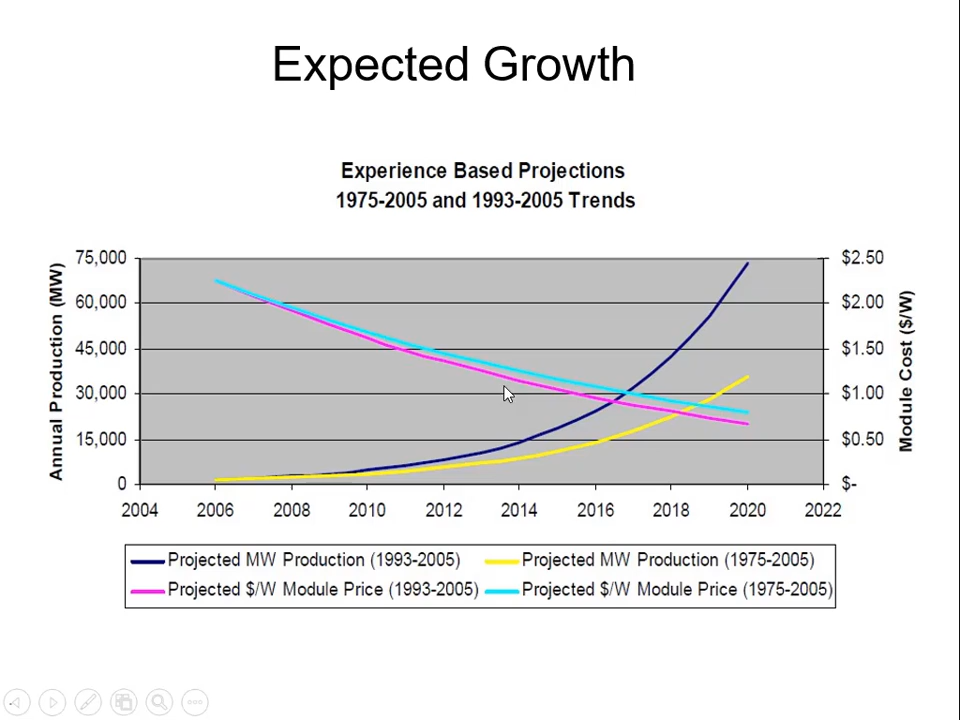 Expected Growth
Experience Based Projections
1975-2005 and 1993-2005 Trends
Annual Production (MW)
75,000
60,000
45,000
30,000
15,000
0
$2.50
$2.00
$1.50
$1.00
$0.50
$-
Module Cost ($/W)
2004 2006 2008 2010 2012 2014 2016 2018 2020 2022
Projected MW Production (1993-2005) Projected MW Production (1975-2005)
Projected $/W Module Price (1993-2005) Projected $/W Module Price (1975-2005)